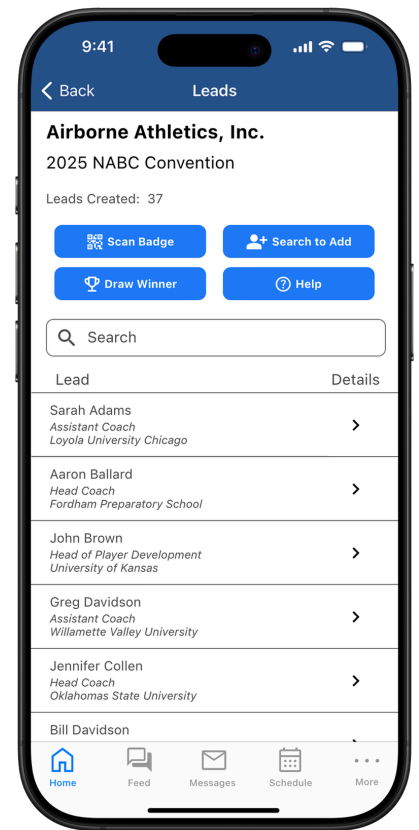 9:41
Back
Leads
Airborne Athletics, Inc.
2025 NABC Convention
Leads Created: 37
Scan Badge
Search to Add
Draw Winner
Help
Search
Lead Details
Sarah Adams
Assistant Coach
Loyola University Chicago
Aaron Ballard
Head Coach
Fordham Preparatory School
John Brown
Head of Player Development
University of Kansas
Greg Davidson
Assistant Coach
Willamette Valley University
Jennifer Collen
Head Coach
Oklahomas State University
Bill Davidson
Home Feed Messages Schedule More